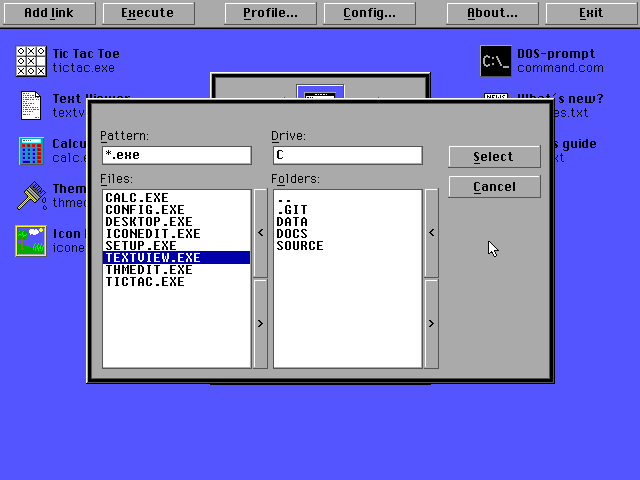 Add link Execute Profile... Config... About... Exit
Tic Tac Toe
tictac.exe
DOS-prompt
command.com
C:\_
Text Viewer
textv
NEWS
What's new?
es.txt
Calcu
calc.e
s guide
xt
Them
thmed
Icon
icone
Pattern:
*.exe
Drive:
C
Select
Cancel
Files:
CALC.EXE
CONFIG.EXE
DESKTOP.EXE
ICONEDIT.EXE
SETUP.EXE
TEXTVIEW.EXE
THMEDIT.EXE
TICTAC.EXE
<
>
Folders:
..
.GIT
DATA
DOCS
SOURCE
<
>